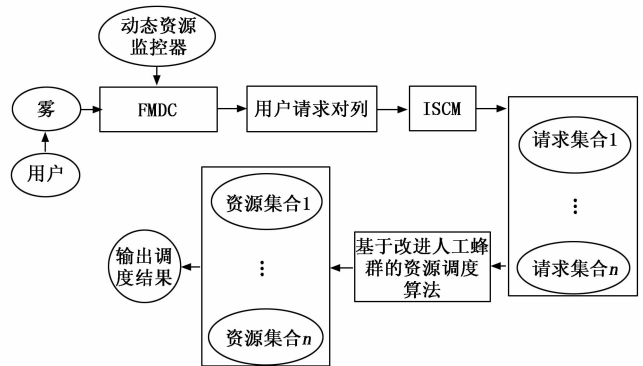 动态资源
监控器
雾
FMDC
用户请求对列
ISCM
用户
请求集合1
⋮
请求集合n
基于改进人工蜂
群的资源调度
算法
资源集合1
⋮
资源集合n
输出调
度结果